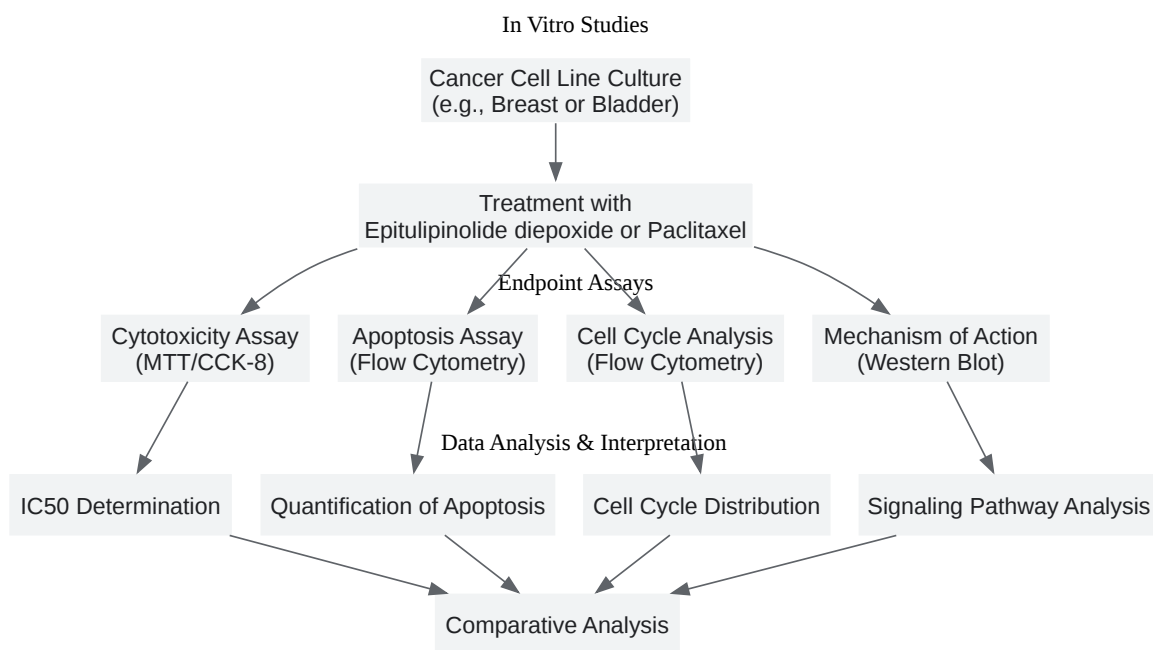 In Vitro Studies
Cancer Cell Line Culture
(e.g., Breast or Bladder)
Treatment with
Epitulipinolide diepoxide or Paclitaxel
Endpoint Assays
Cytotoxicity Assay
(MTT/CCK-8)
Apoptosis Assay
(Flow Cytometry)
Cell Cycle Analysis
(Flow Cytometry)
Mechanism of Action
(Western Blot)
Data Analysis & Interpretation
IC50 Determination
Quantification of Apoptosis
Cell Cycle Distribution
Signaling Pathway Analysis
Comparative Analysis